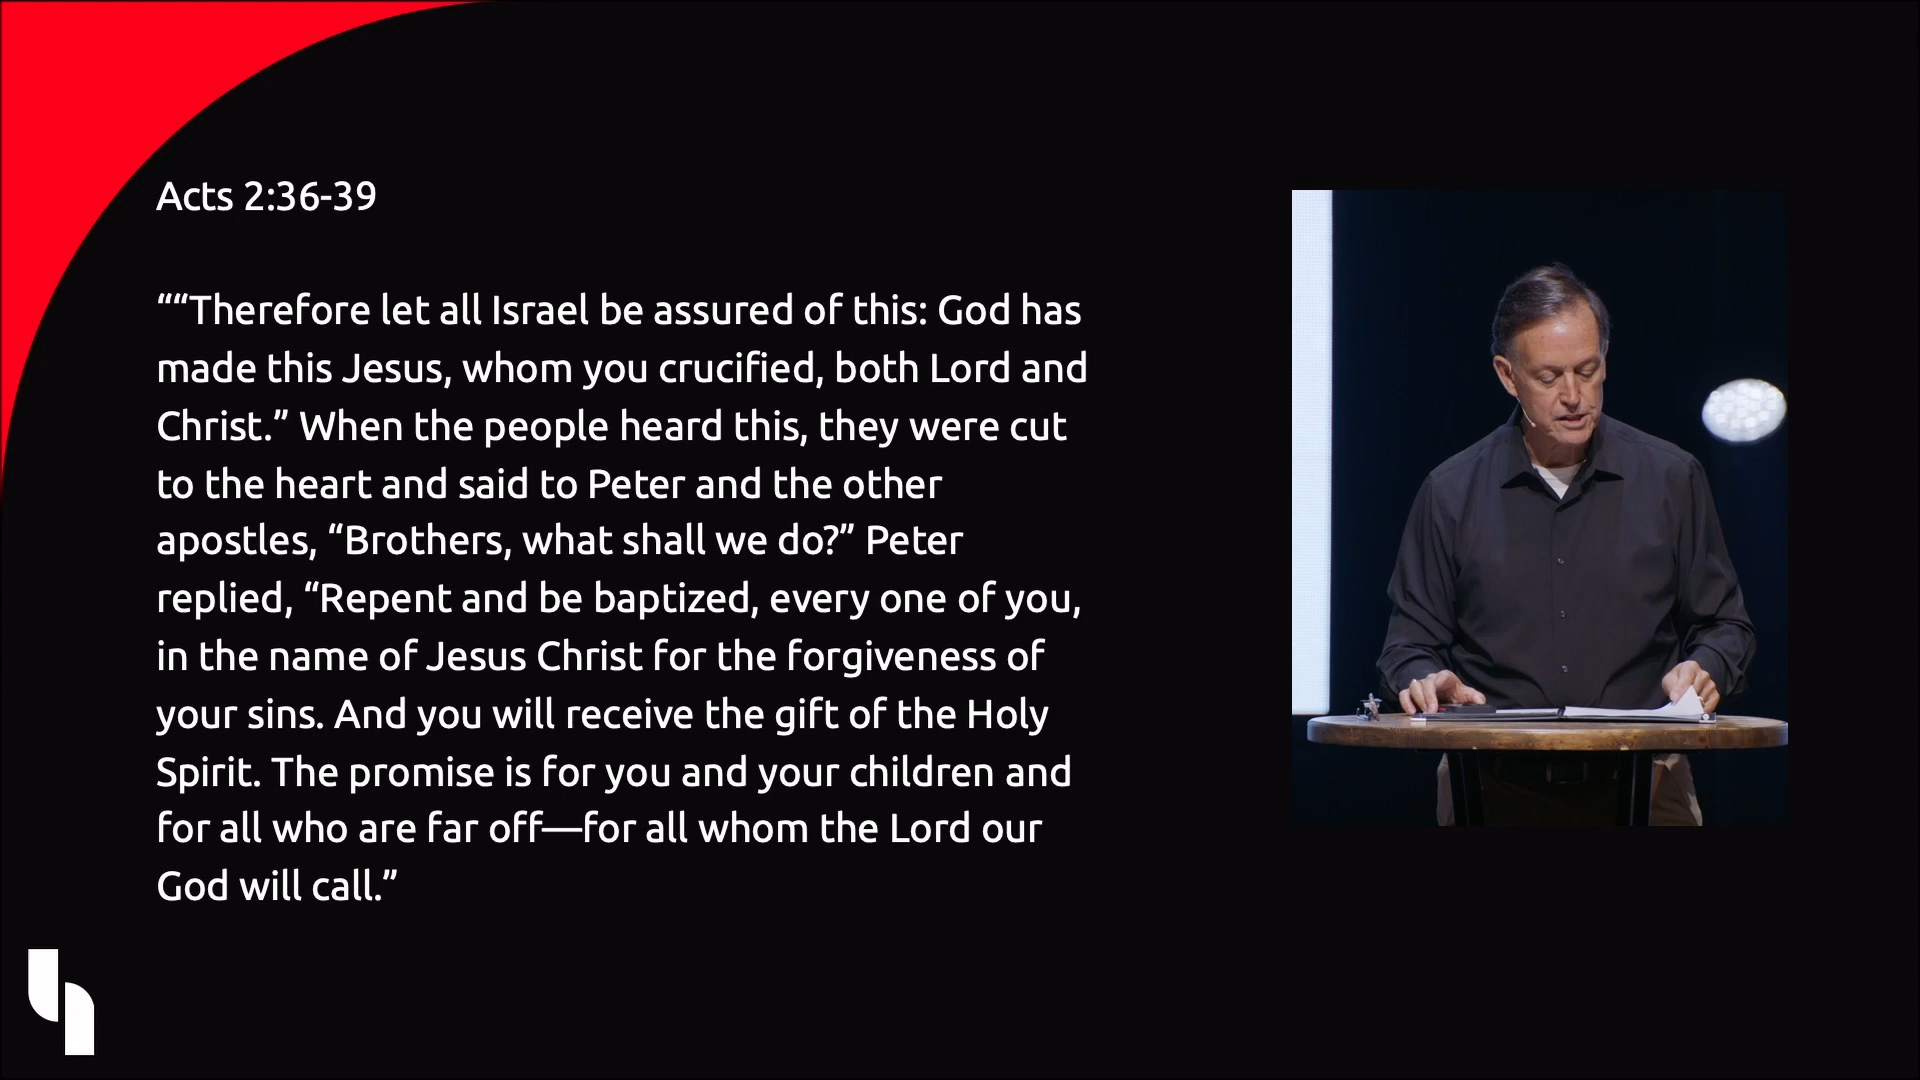 Acts 2:36-39
““Therefore let all Israel be assured of this: God has
made this Jesus, whom you crucified, both Lord and
Christ.” When the people heard this, they were cut
to the heart and said to Peter and the other
apostles, “Brothers, what shall we do?” Peter
replied, “Repent and be baptized, every one of you,
in the name of Jesus Christ for the forgiveness of
your sins. And you will receive the gift of the Holy
Spirit. The promise is for you and your children and
for all who are far off—for all whom the Lord our
God will call.”